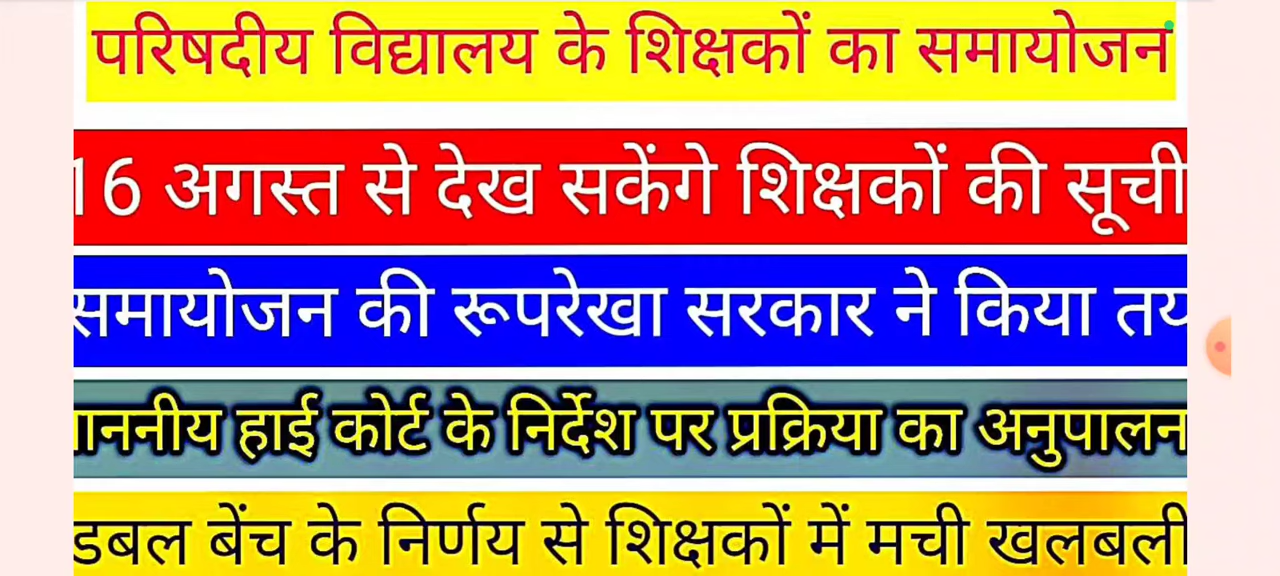 परिषदीय विद्यालय के शिक्षकों का समायोजन
16 अगस्त से देख सकेंगे शिक्षकों की सूची
समायोजन की रूपरेखा सरकार ने किया तय
माननीय हाई कोर्ट के निर्देश पर प्रक्रिया का अनुपालन
डबल बेंच के निर्णय से शिक्षकों में मची खलबली